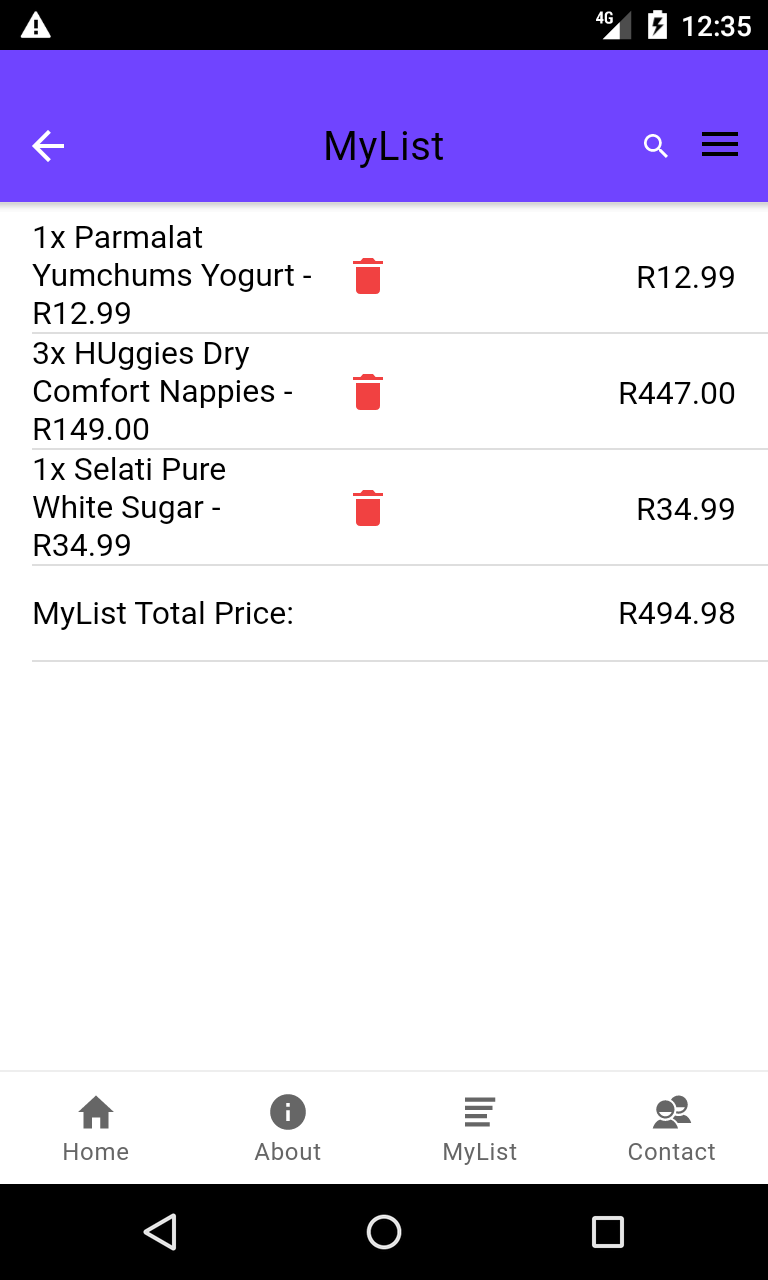 4G 12:35
MyList
1x Parmalat
Yumchums Yogurt -
R12.99
R12.99
3x HUggies Dry
Comfort Nappies -
R149.00
R447.00
1x Selati Pure
White Sugar -
R34.99
R34.99
MyList Total Price: R494.98
Home About MyList Contact